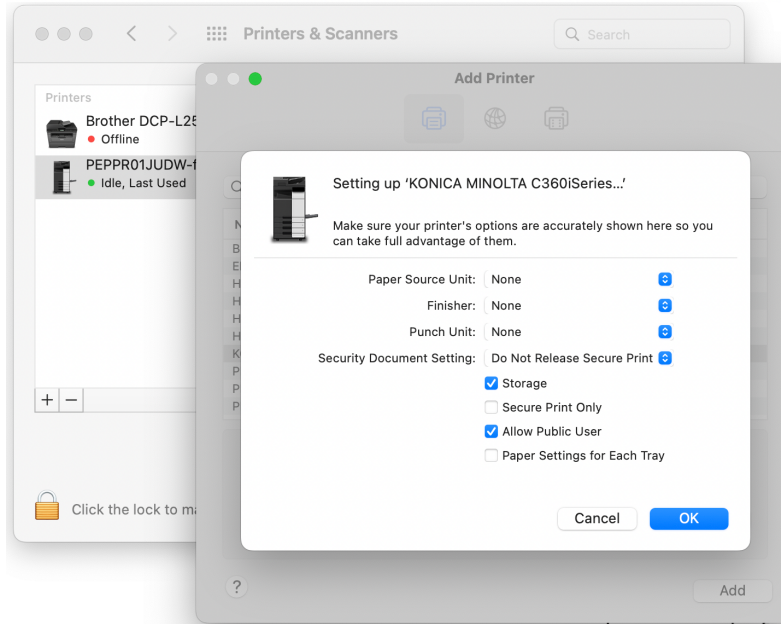 Printers & Scanners
Search
Add Printer
Printers
Brother DCP-L25
Offline
PEPPR01JUDW-f
Idle, Last Used
Setting up ‘KONICA MINOLTA C360iSeries...’
Make sure your printer's options are accurately shown here so you
can take full advantage of them.
N
B
E
H
H
H
H
K
P
P
P
Paper Source Unit: None
Finisher: None
Punch Unit: None
Security Document Setting: Do Not Release Secure Print
Storage
Secure Print Only
Allow Public User
Paper Settings for Each Tray
+ −
Click the lock to ma
Cancel OK
? Add